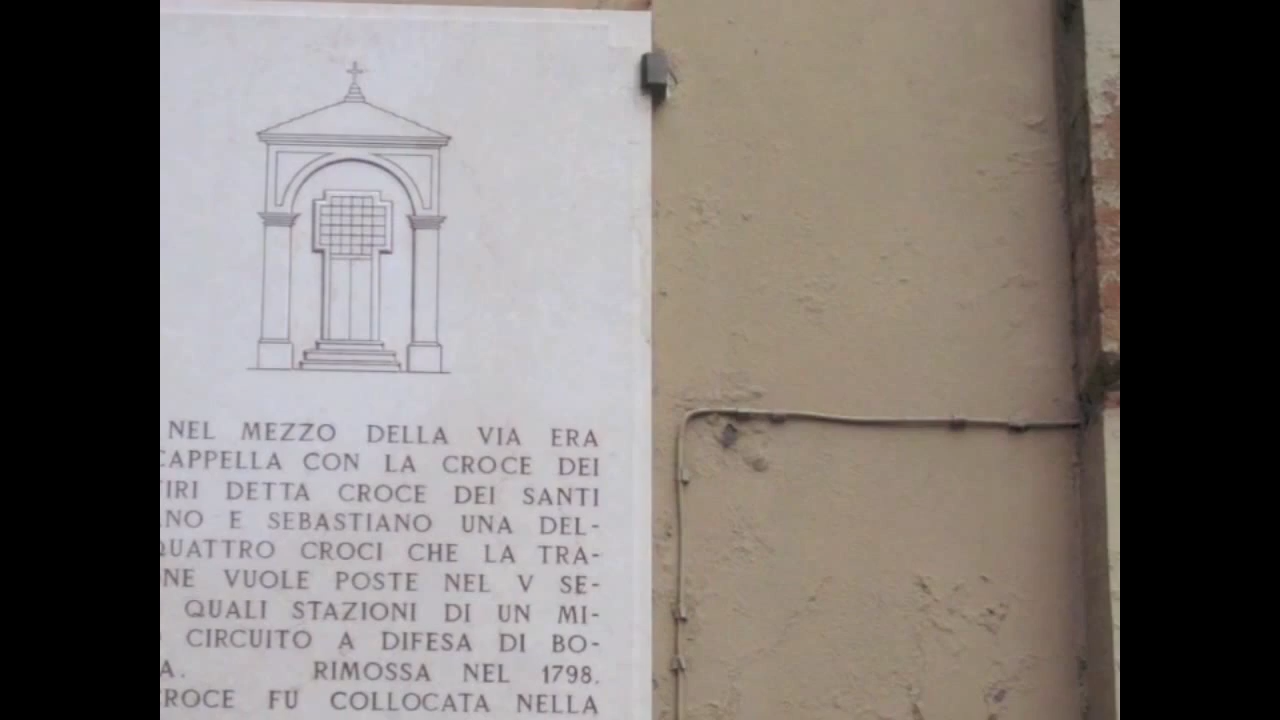 NEL MEZZO DELLA VIA ERA
CAPPELLA CON LA CROCE DEI
TIRI DETTA CROCE DEI SANTI
ANO E SEBASTIANO UNA DEL-
QUATTRO CROCI CHE LA TRA-
NE VUOLE POSTE NEL V SE-
QUALI STAZIONI DI UN MI-
CIRCUITO A DIFESA DI BO-
A. RIMOSSA NEL 1798.
CROCE FU COLLOCATA NELLA